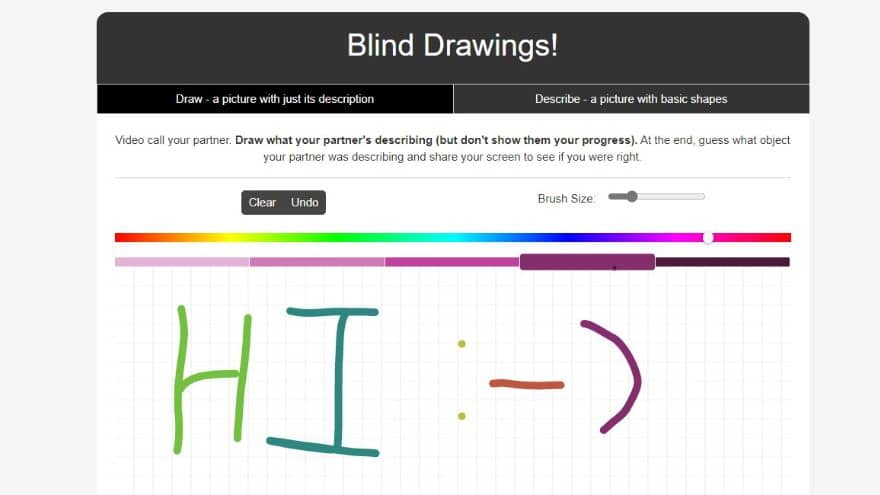 Blind Drawings!
Draw - a picture with just its description
Describe - a picture with basic shapes
Video call your partner. Draw what your partner's describing (but don't show them your progress). At the end, guess what object
your partner was describing and share your screen to see if you were right.
Clear
Undo
Brush Size:
HI :-)